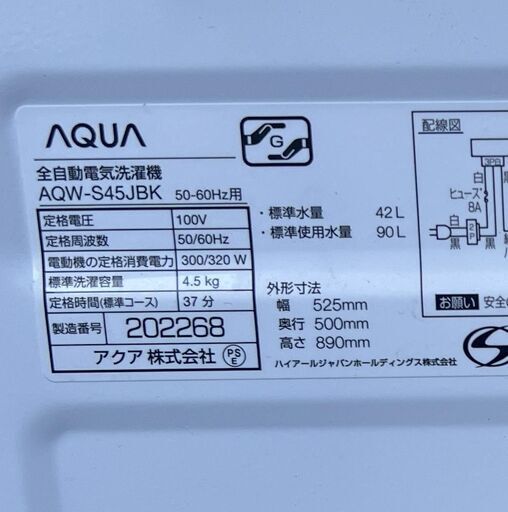 AQUA
G
全自動電気洗濯機
AQW-S45JBK 50-60Hz用
定格電圧 100V
定格周波数 50/60Hz
電動機の定格消費電力 300/320 W
標準洗濯容量 4.5 kg
定格時間(標準コース) 37 分
製造番号 202268
アクア 株式会社 PSE
・標準水量 42 L
・標準使用水量 90 L
外形寸法
幅 525mm
奥行 500mm
高さ 890mm
ハイアールジャパンホールディングス株式会社
配線図
3P白
白
ヒューズ
8A
白
2P
黒 黒
お願い 安全